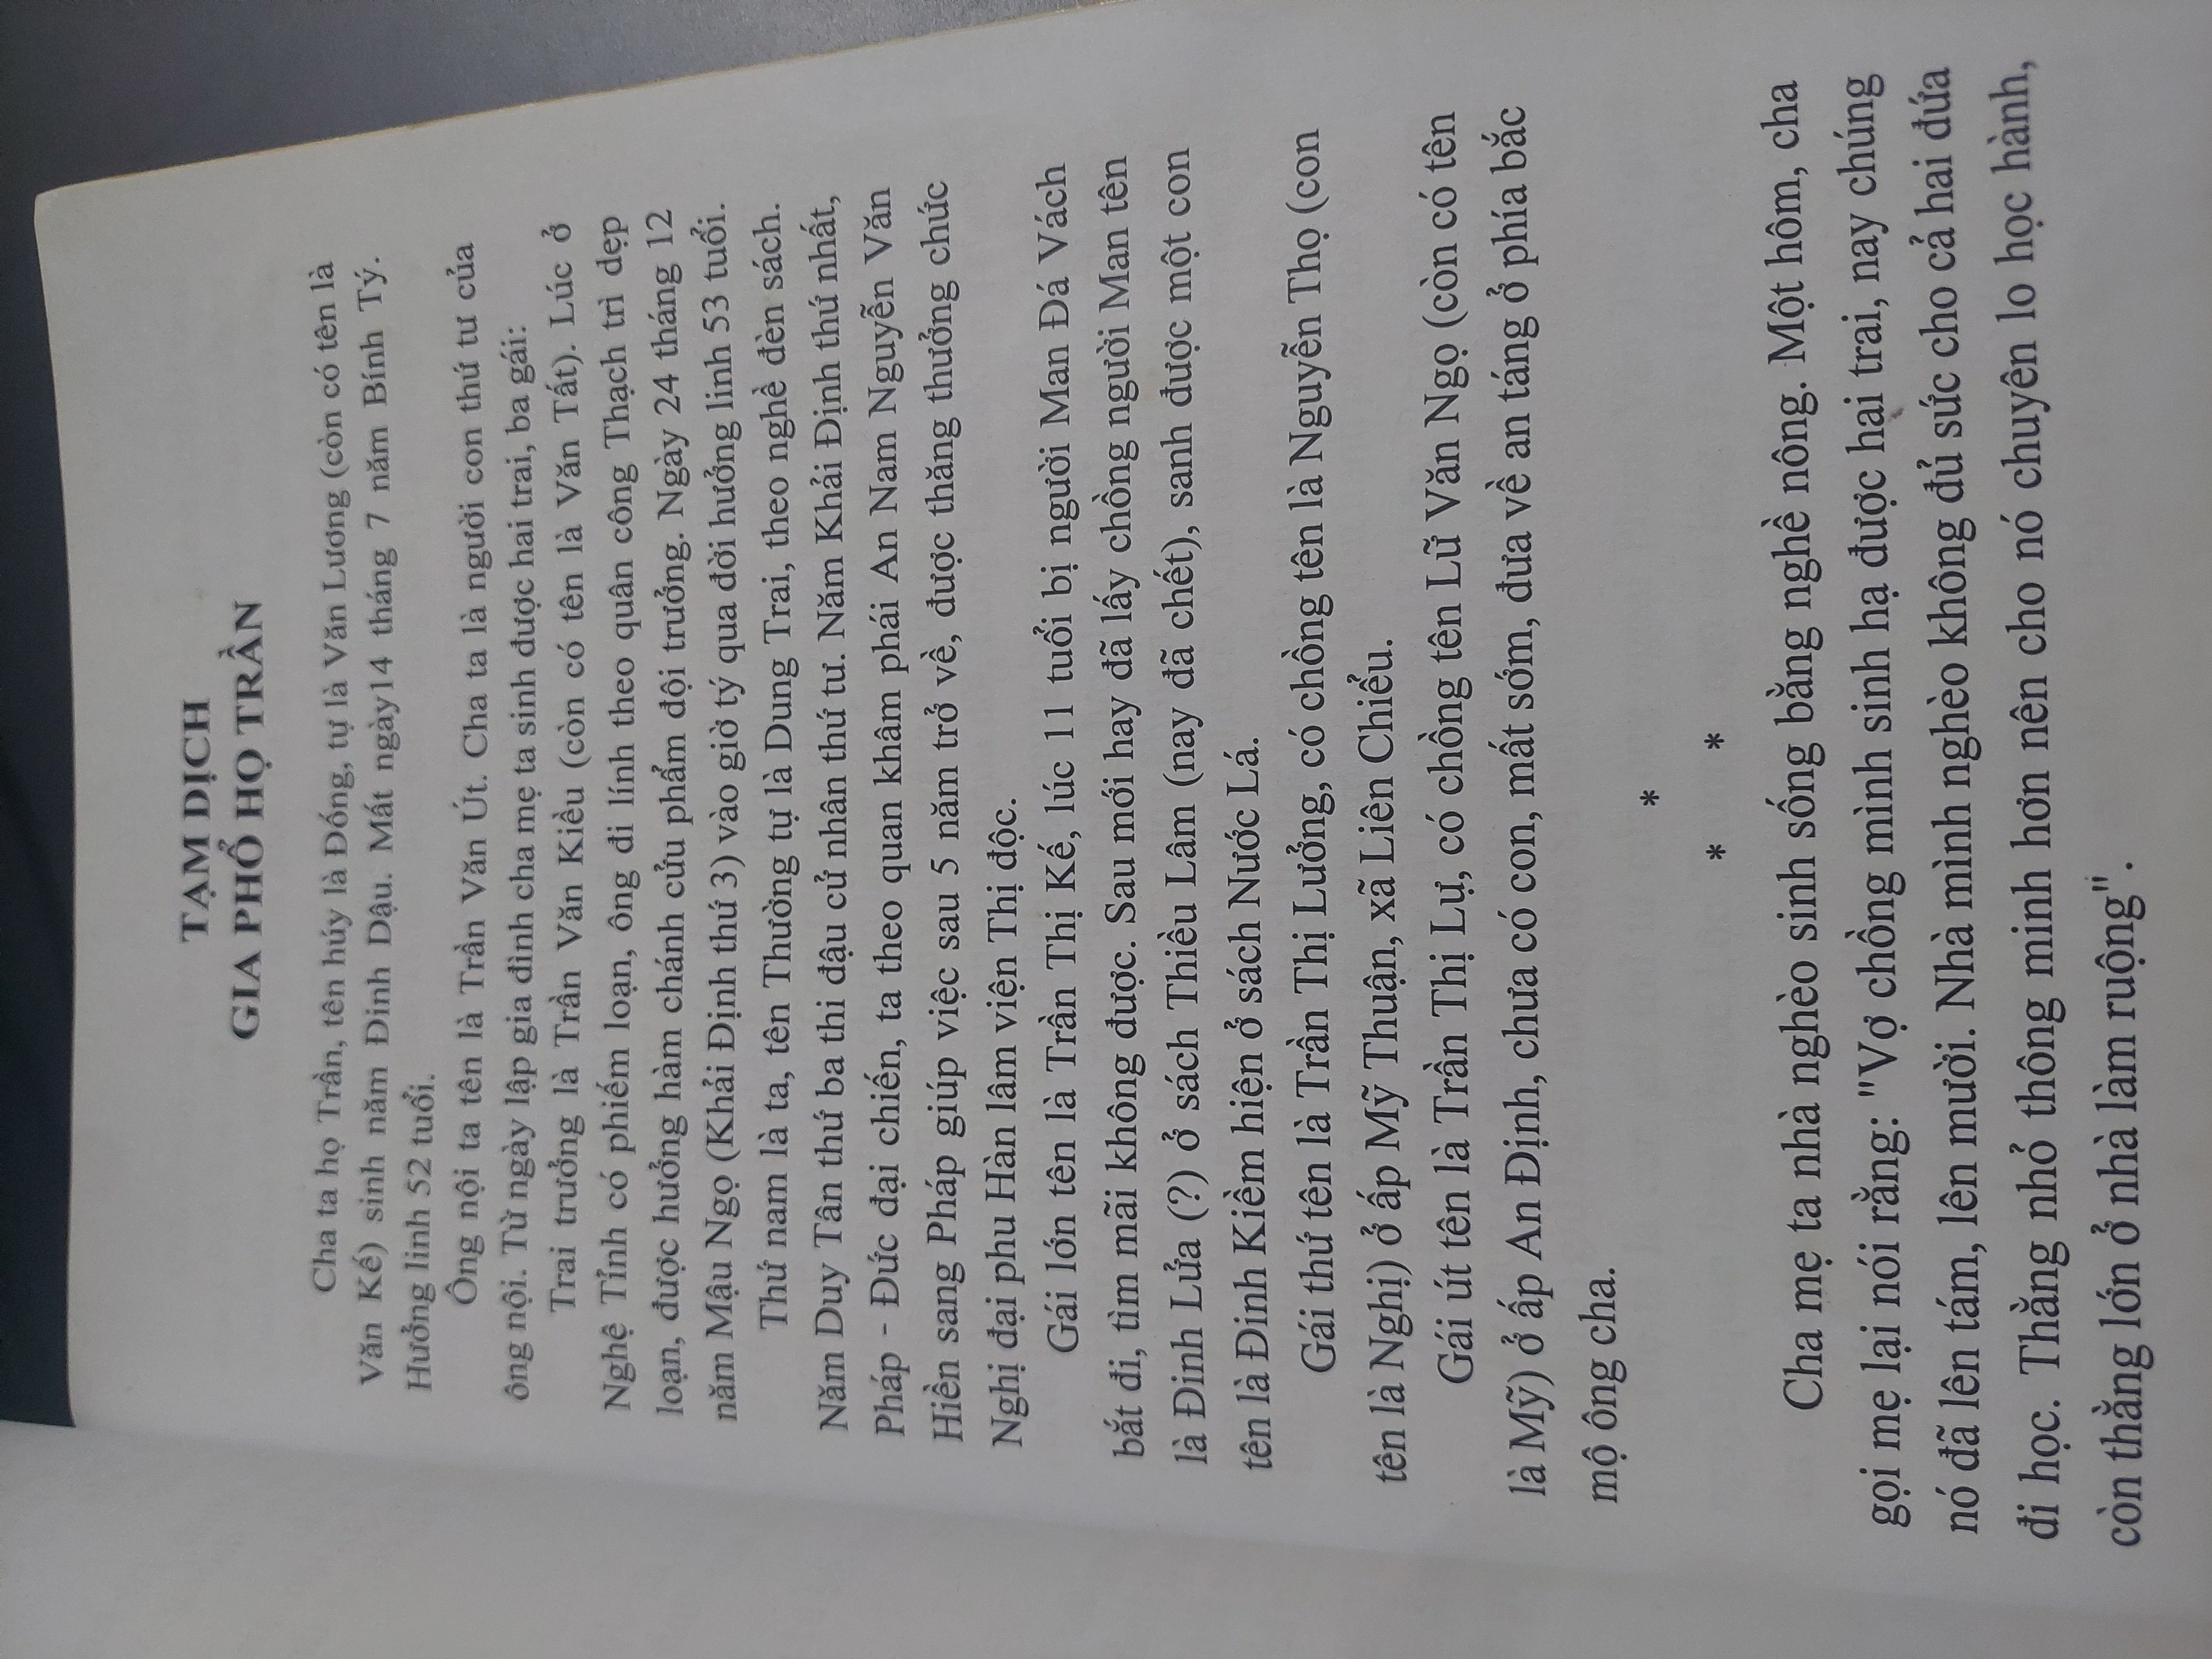 TẠM DỊCH
GIA PHỔ HỌ TRẦN
Cha ta họ Trần, tên húy là Đống, tự là Văn Lương (còn có tên là
Văn Kế) sinh năm Đinh Dậu. Mất ngày14 tháng 7 năm Bính Tý.
Hưởng linh 52 tuổi.
Ông nội ta tên là Trần Văn Út. Cha ta là người con thứ tư của
ông nội. Từ ngày lập gia đình cha mẹ ta sinh được hai trai, ba gái:
Trai trưởng là Trần Văn Kiều (còn có tên là Văn Tất). Lúc ở
Nghệ Tỉnh có phiếm loạn, ông đi lính theo quân công Thạch trì dẹp
loạn, được hưởng hàm chánh cửu phẩm đội trưởng. Ngày 24 tháng 12
năm Mậu Ngọ (Khải Định thứ 3) vào giờ tý qua đời hưởng linh 53 tuổi.
Thứ nam là ta, tên Thường tự là Dung Trai, theo nghề đèn sách.
Năm Duy Tân thứ ba thi đậu cử nhân thứ tư. Năm Khải Định thứ nhất,
Pháp - Đức đại chiến, ta theo quan khâm phái An Nam Nguyễn Văn
Hiền sang Pháp giúp việc sau 5 năm trở về, được thăng thưởng chức
Nghị đại phu Hàn lâm viện Thị độc.
Gái lớn tên là Trần Thị Kế, lúc 11 tuổi bị người Man Đá Vách
bắt đi, tìm mãi không được. Sau mới hay đã lấy chồng người Man tên
là Đinh Lửa (?) ở sách Thiều Lâm (nay đã chết), sanh được một con
tên là Đinh Kiềm hiện ở sách Nước Lá.
Gái thứ tên là Trần Thị Lưởng, có chồng tên là Nguyễn Thọ (con
tên là Nghị) ở ấp Mỹ Thuận, xã Liên Chiểu.
Gái út tên là Trần Thị Lự, có chồng tên Lữ Văn Ngọ (còn có tên
là Mỹ) ở ấp An Định, chưa có con, mất sớm, đưa về an táng ở phía bắc
mộ ông cha.
*
* *
Cha mẹ ta nhà nghèo sinh sống bằng nghề nông. Một hôm, cha
gọi mẹ lại nói rằng: "Vợ chồng mình sinh hạ được hai trai, nay chúng
nó đã lên tám, lên mười. Nhà mình nghèo không đủ sức cho cả hai đứa
đi học. Thằng nhỏ thông minh hơn nên cho nó chuyên lo học hành,
còn thằng lớn ở nhà làm ruộng".